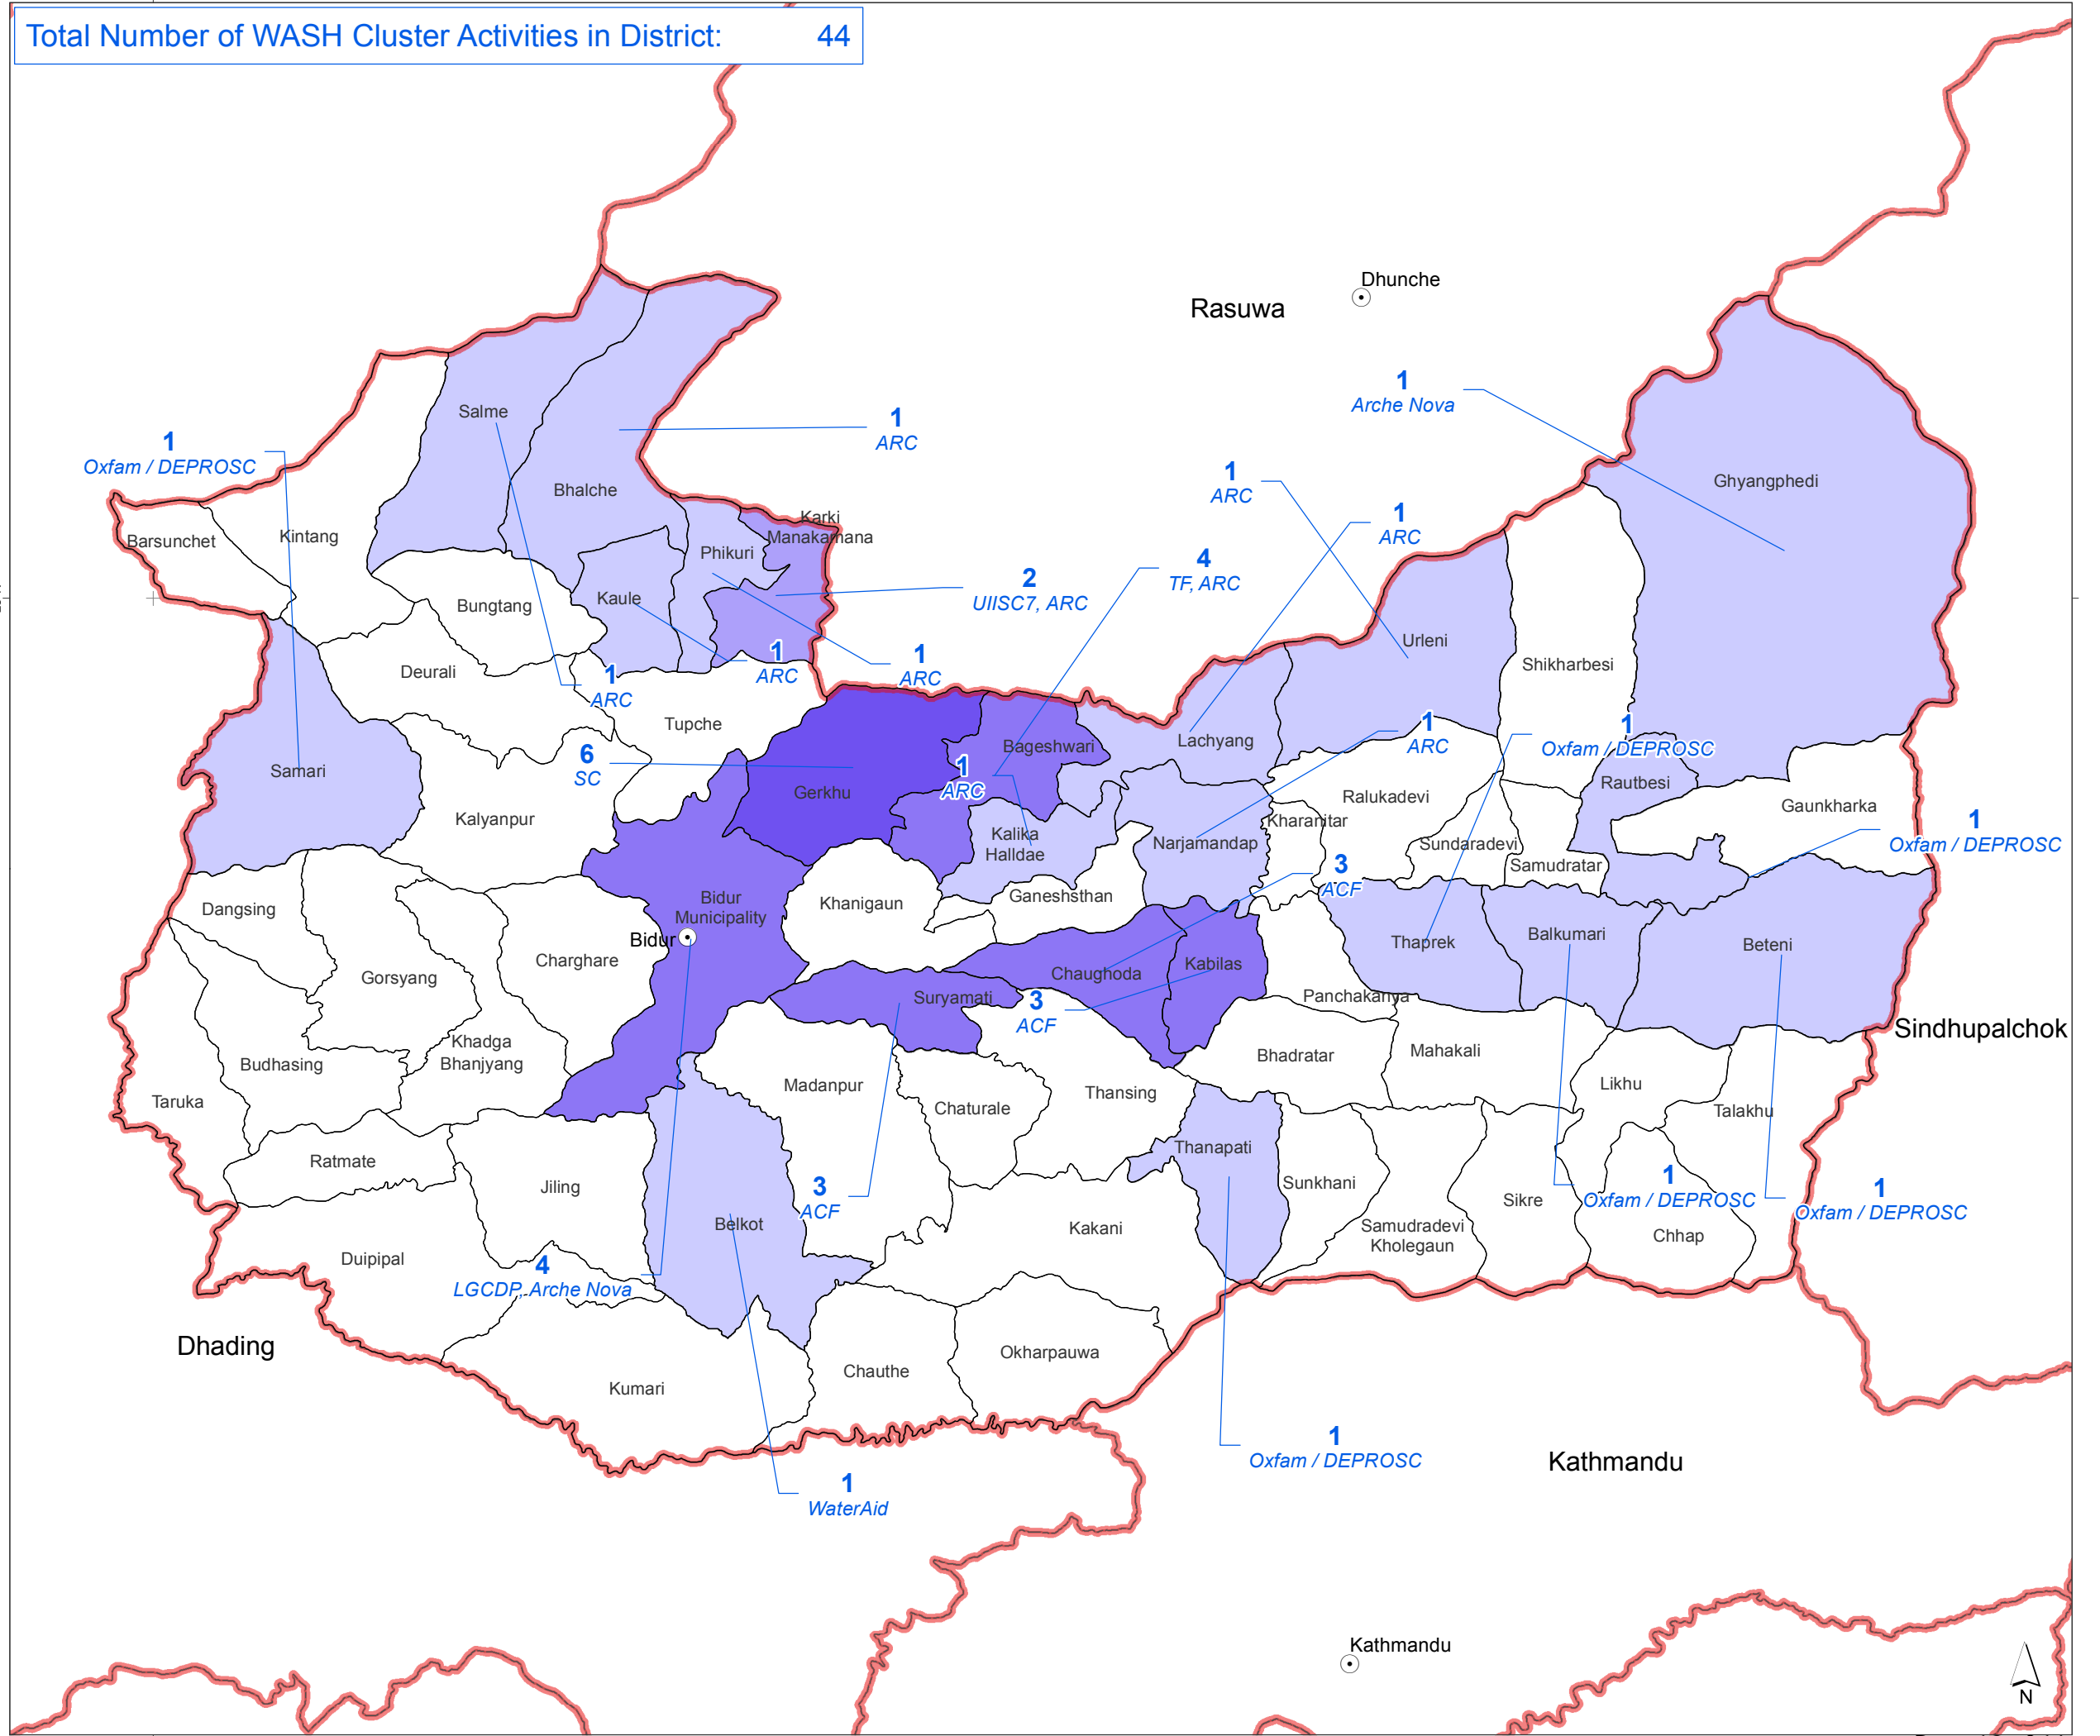 Total Number of WASH Cluster Activities in District: 44
Dhunche
Rasuwa
1
Arche Nova
Salme
1
ARC
1
Oxfam / DEPROSC
1
ARC
Ghyangphedi
Bhalche
1
ARC
Karki
Manakamana
Barsunchet
Kintang
Phikuri
4
TF, ARC
2
UIISC7, ARC
Kaule
Bungtang
Urleni
Shikharbesi
Deurali
1
ARC
1
ARC
1
ARC
Tupche
1
ARC
1
Oxfam / DEPROSC
Lachyang
Bageshwari
6
SC
Samari
1
ARC
Gerkhu
Rautbesi
Ralukadevi
Gaunkharka
Kalyanpur
Kharanitar
1
Oxfam / DEPROSC
Kalika
Halldae
Narjamandap
Sundaradevi
Samudratar
3
ACF
Ganeshsthan
Bidur
Municipality
Khanigaun
Dangsing
Bidur
Balkumari
Thaprek
Beteni
Charghare
Kabilas
Chaughoda
Gorsyang
Suryamati
Panchakanya
3
ACF
Sindhupalchok
Khadga
Bhanjyang
Mahakali
Bhadratar
Budhasing
Madanpur
Likhu
Thansing
Taruka
Chaturale
Talakhu
Thanapati
Ratmate
1
Oxfam / DEPROSC
Sunkhani
Jiling
3
ACF
1
Oxfam / DEPROSC
Sikre
Belkot
Kakani
Samudradevi
Kholegaun
Chhap
Duipipal
4
LGCDP, Arche Nova
Dhading
Okharpauwa
Chauthe
Kumari
1
Oxfam / DEPROSC
Kathmandu
1
WaterAid
Kathmandu
N